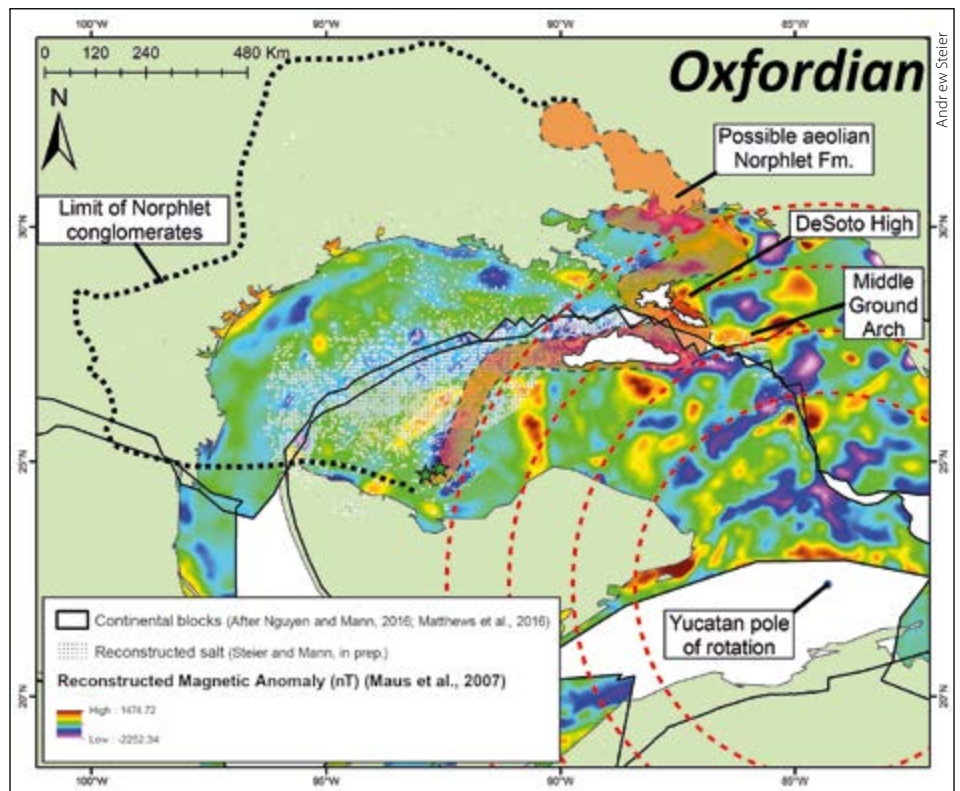 100°W 95°W 90°W 85°W
0 120 240 480 Km
Oxfordian
Andrew Steier
N
Possible aeolian
Norphlet Fm.
Limit of Norphlet
conglomerates
DeSoto High
30°N 30°N
Middle
Ground
Arch
25°N 25°N
Continental blocks (After Nguyen and Mann, 2016; Matthews et al., 2016)
Yucatan pole
of rotation
Reconstructed salt (Steier and Mann, in prep.)
Reconstructed Magnetic Anomaly (nT) (Maus et al., 2007)
20°N 20°N
High : 1474.72
Low : -2252.34
100°W 95°W 90°W 85°W